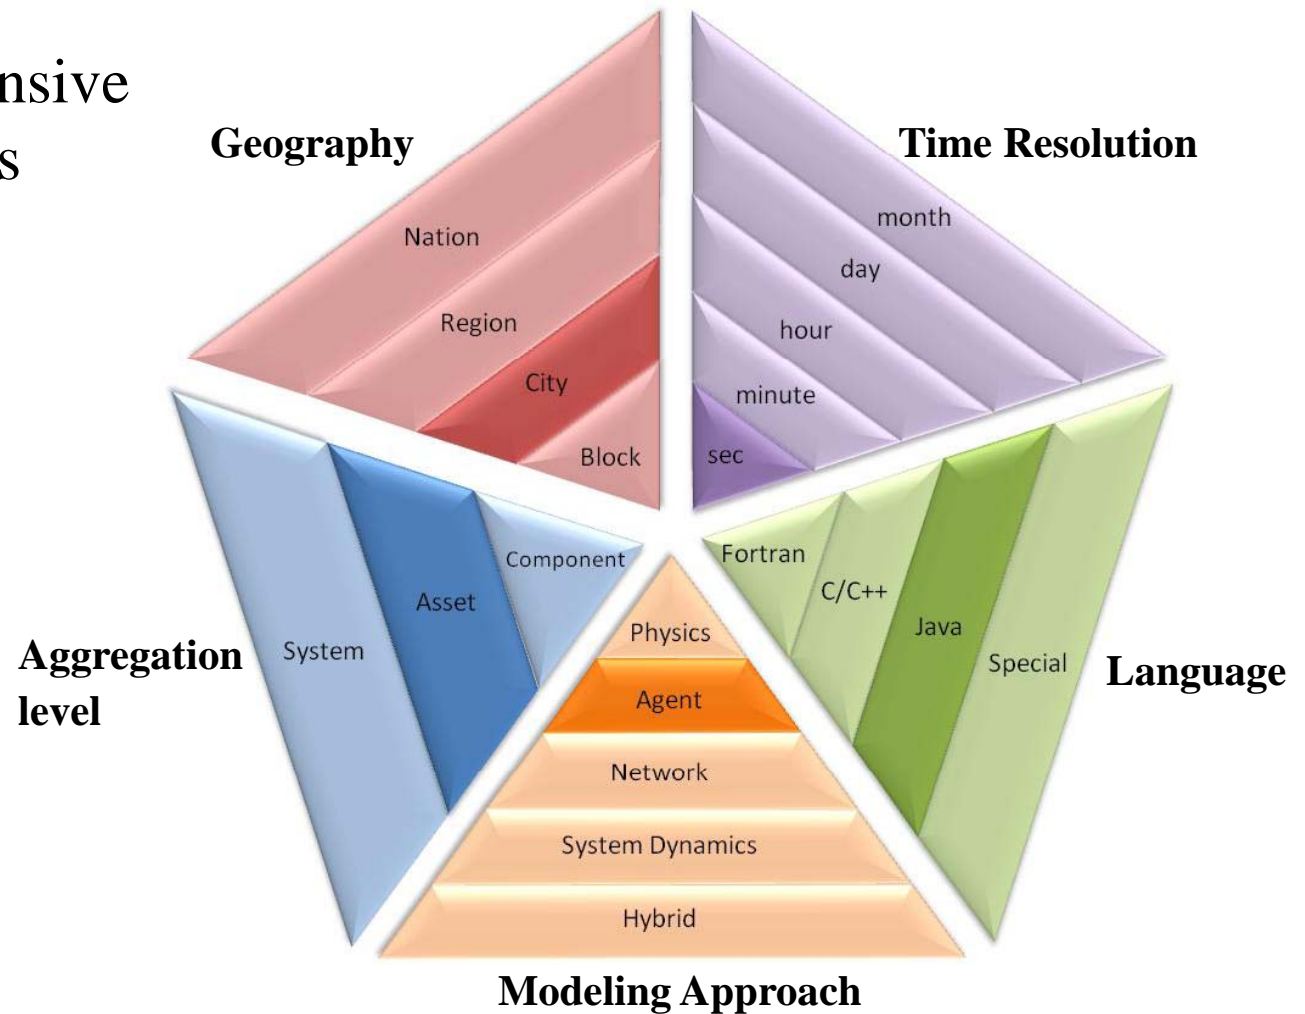 nsive
s
Geography
Time Resolution
Nation
Region
City
Block
month
day
hour
minute
sec
Aggregation
level
System
Asset
Component
Fortran
C/C++
Java
Special
Language
Physics
Agent
Network
System Dynamics
Hybrid
Modeling Approach